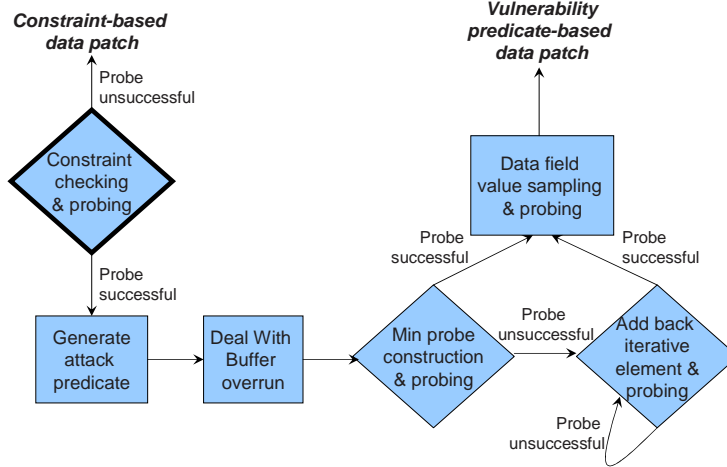 Constraint-based
data patch
Vulnerability
predicate-based
data patch
Probe
unsuccessful
Constraint
checking
& probing
Data field
value sampling
& probing
Probe
successful
Probe
successful
Probe
successful
Generate
attack
predicate
Deal With
Buffer
overrun
Min probe
construction
& probing
Probe
unsuccessful
Add back
iterative
element &
probing
Probe
unsuccessful